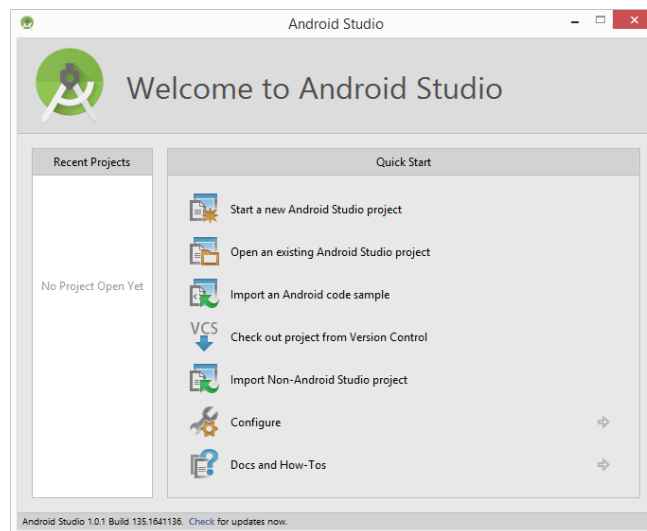 Android Studio
Welcome to Android Studio
Recent Projects
No Project Open Yet
Quick Start
Start a new Android Studio project
Open an existing Android Studio project
Import an Android code sample
VCS
Check out project from Version Control
Import Non-Android Studio project
Configure
Docs and How-Tos
Android Studio 1.0.1 Build 135.1641136. Check for updates now.